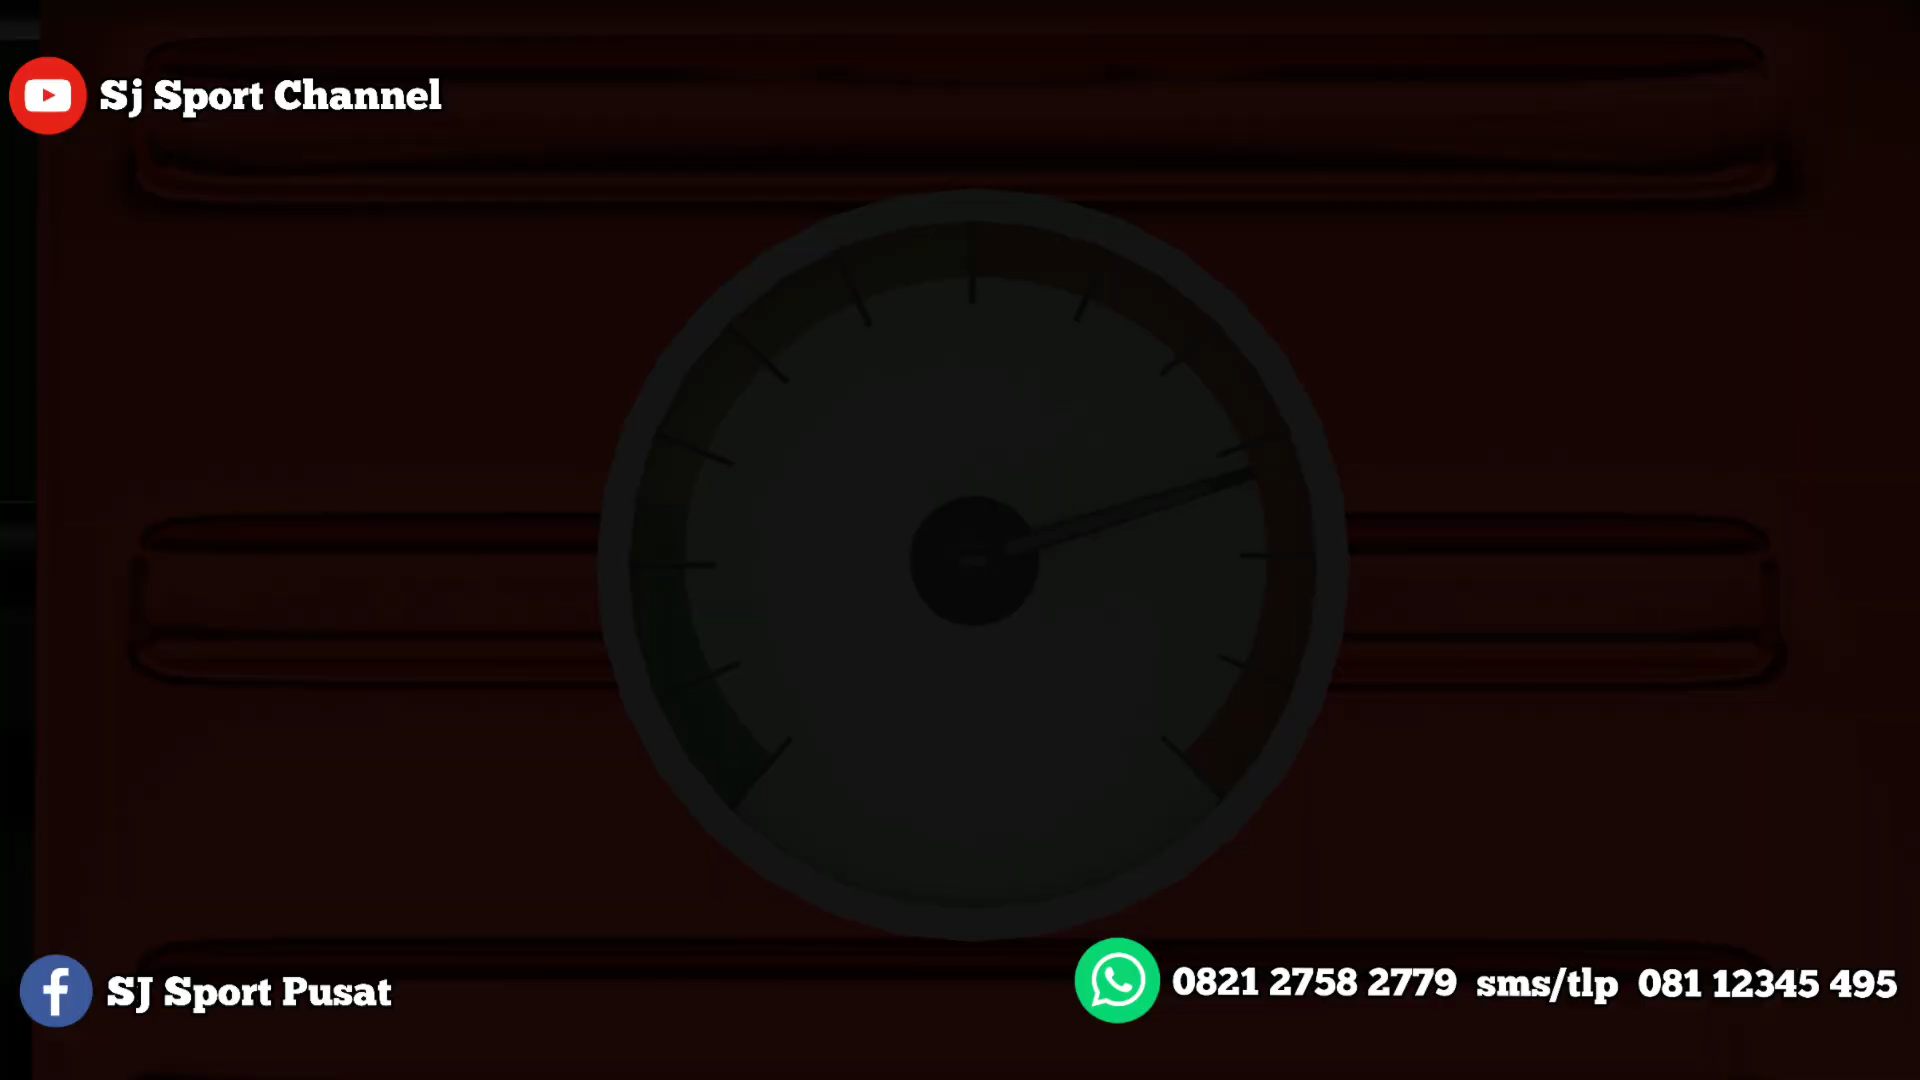 Sj Sport Channel
SJ Sport Pusat
0821 2758 2779 sms/tlp 081 12345 495